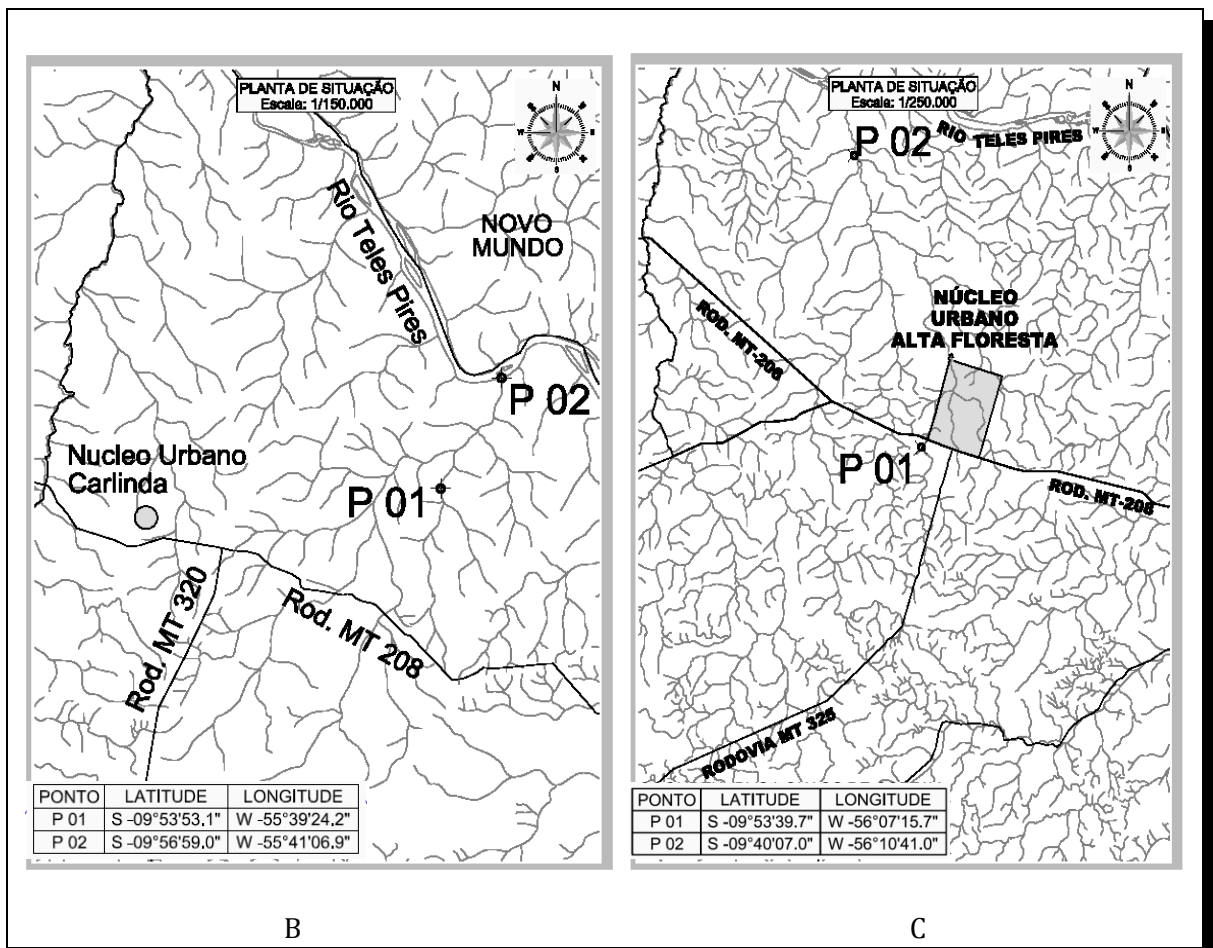 PLANTA DE SITUAÇÃO
Escala: 1/150.000
N
W
S
Rio Teles Pires
NOVO
MUNDO
P 02
Nucleo Urbano
Carlinda
P 01
Rod. MT 320
Rod. MT 208
PONTO LATITUDE LONGITUDE
P 01 S -09°53'53.1" W -55°39'24.2"
P 02 S -09°56'59.0" W -55°41'06.9"
B
PLANTA DE SITUAÇÃO
Escala: 1/250.000
N
W
S
P 02
RIO TELES PIRES
NÚCLEO
URBANO
ALTA FLORESTA
ROD. MT-206
P 01
ROD. MT-208
RODOVIA MT 325
PONTO LATITUDE LONGITUDE
P 01 S -09°53'39.7" W -56°07'15.7"
P 02 S -09°40'07.0" W -56°10'41.0"
C